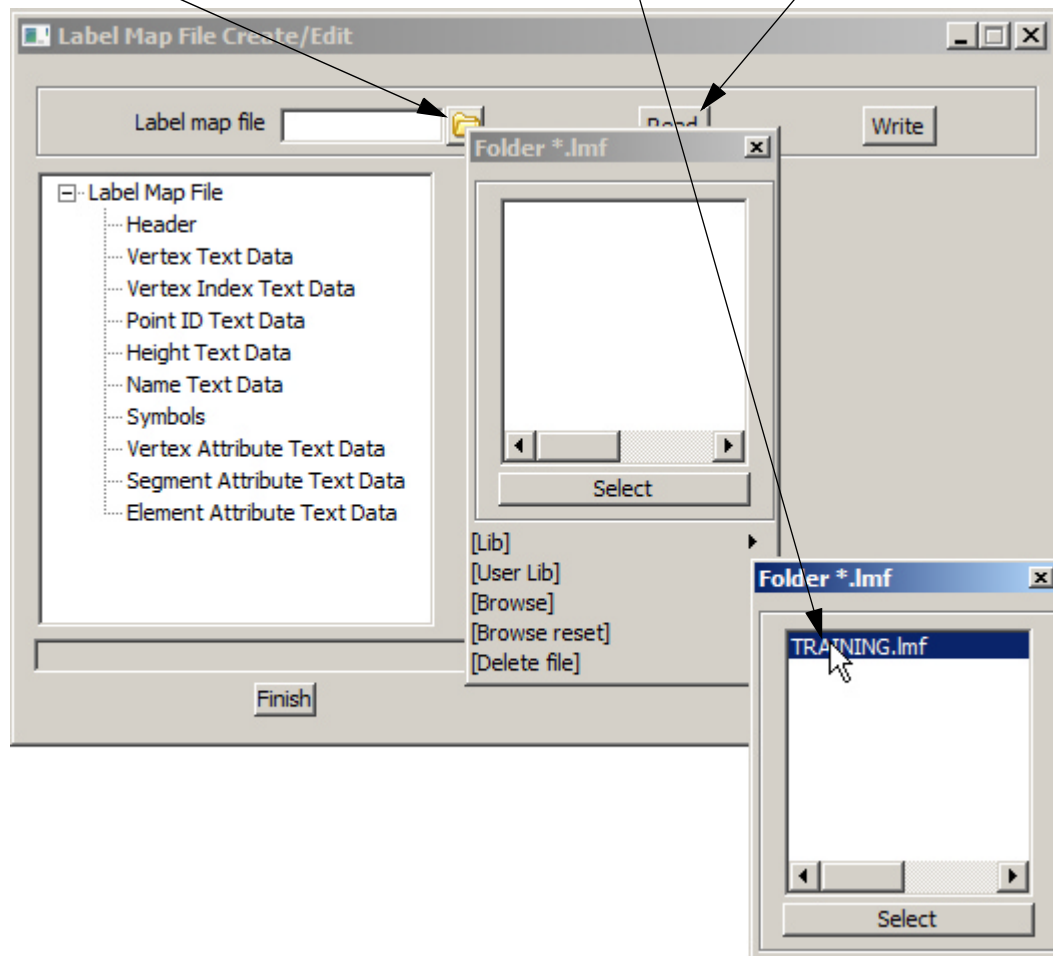 Label Map File Create/Edit
Label map file
Read
Write
Folder *.lmf
Label Map File
Header
Vertex Text Data
Vertex Index Text Data
Point ID Text Data
Height Text Data
Name Text Data
Symbols
Vertex Attribute Text Data
Segment Attribute Text Data
Element Attribute Text Data
Select
[Lib]
[User Lib]
[Browse]
[Browse reset]
[Delete file]
Finish
Folder *.lmf
TRAINING.lmf
Select